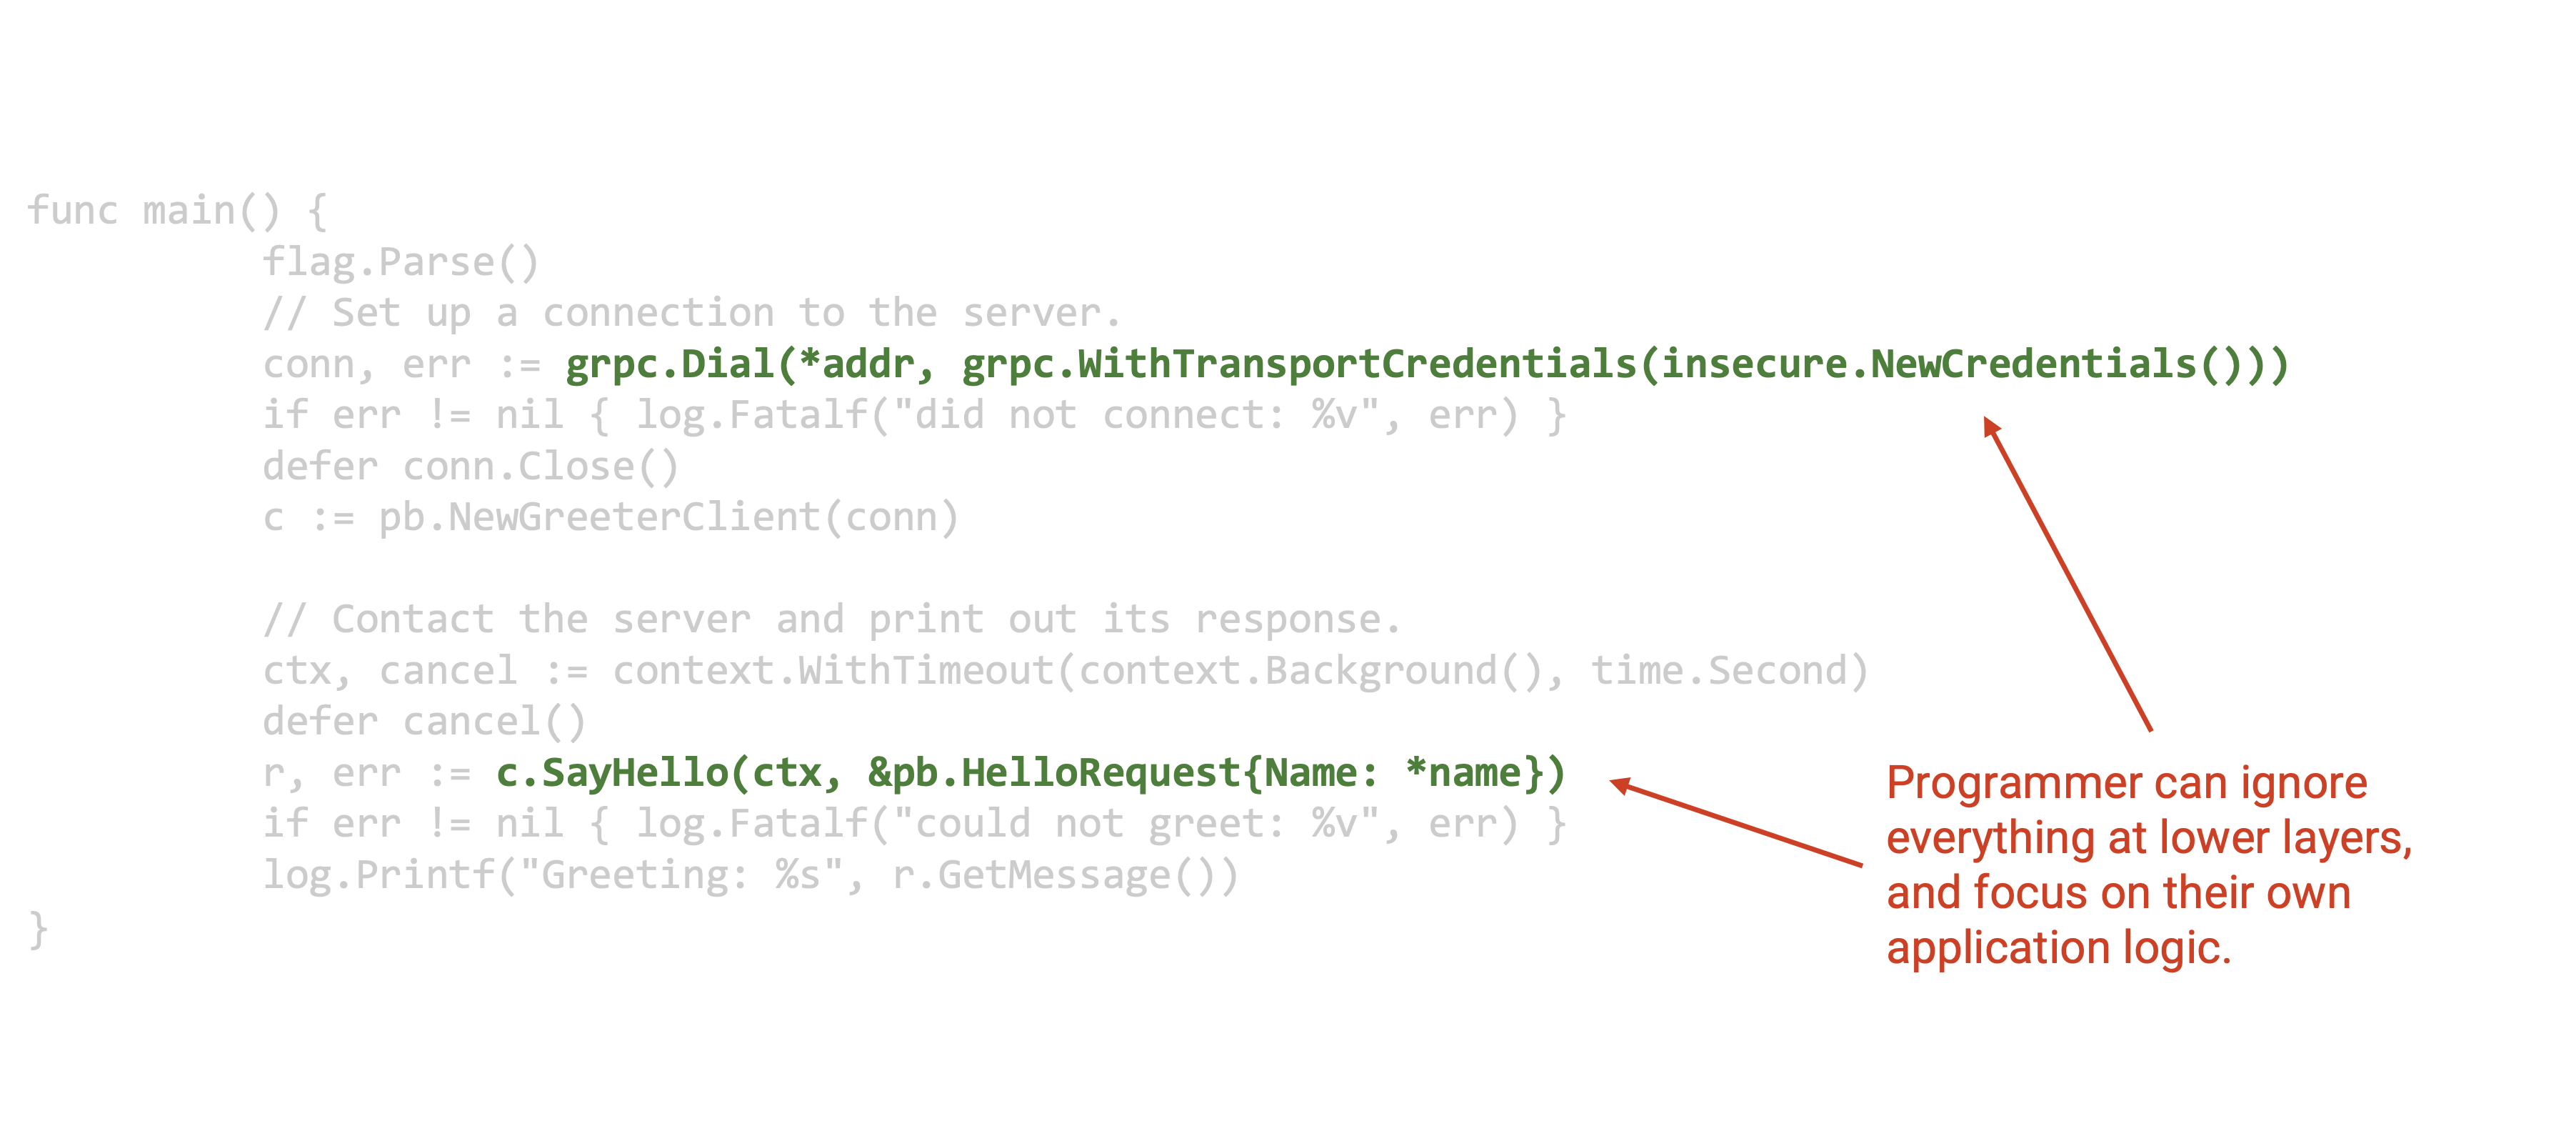 func main() {
flag.Parse()
// Set up a connection to the server.
conn, err := grpc.Dial(*addr, grpc.WithTransportCredentials(insecure.NewCredentials()))
if err != nil { log.Fatalf("did not connect: %v", err) }
defer conn.Close()
c := pb.NewGreeterClient(conn)
// Contact the server and print out its response.
ctx, cancel := context.WithTimeout(context.Background(), time.Second)
defer cancel()
r, err := c.SayHello(ctx, &pb.HelloRequest{Name: *name})
if err != nil { log.Fatalf("could not greet: %v", err) }
log.Printf("Greeting: %s", r.GetMessage())
}
Programmer can ignore
everything at lower layers,
and focus on their own
application logic.